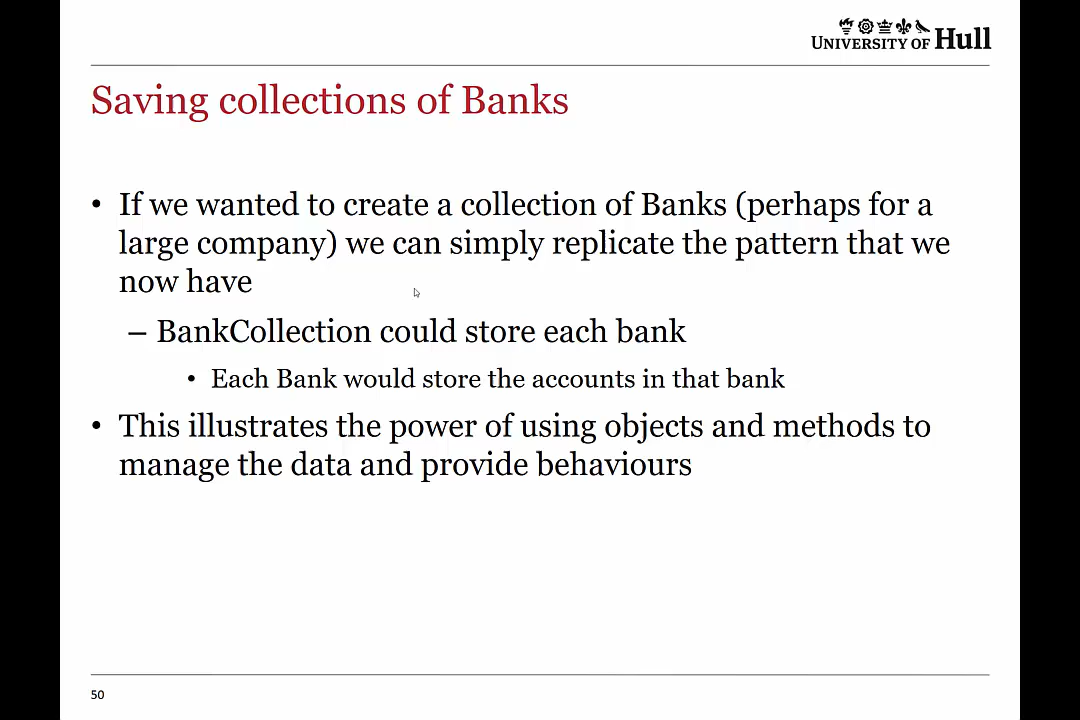 UNIVERSITY OF Hull
Saving collections of Banks
• If we wanted to create a collection of Banks (perhaps for a
large company) we can simply replicate the pattern that we
now have
– BankCollection could store each bank
• Each Bank would store the accounts in that bank
• This illustrates the power of using objects and methods to
manage the data and provide behaviours
50